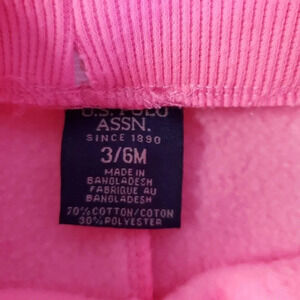 U.S. POLO
ASSN.
SINCE 1890
3/6M
MADE IN
BANGLADESH
FABRIQUE AU
BANGLADESH
70% COTTON/COTON
30% POLYESTER